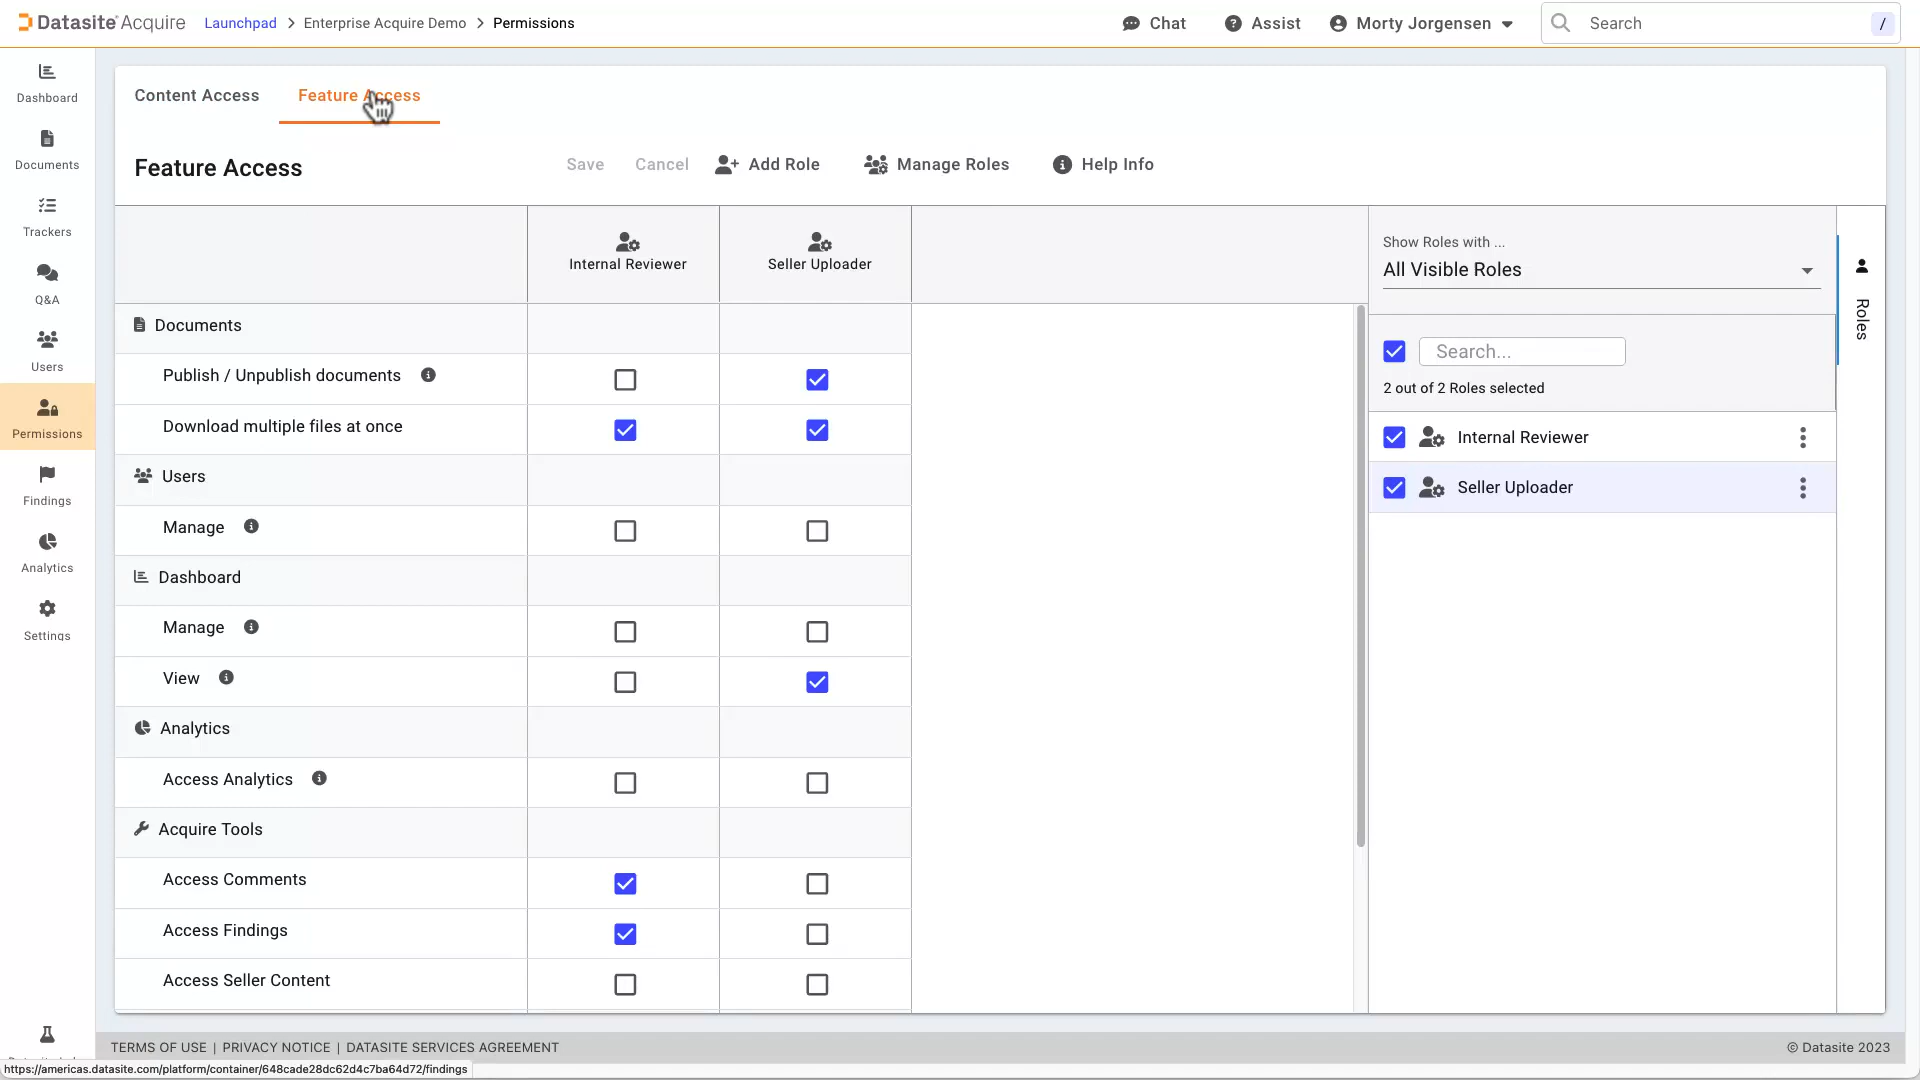 Datasite Acquire Launchpad > Enterprise Acquire Demo > Permissions Chat Assist Morty Jorgensen Search /
Dashboard
Documents
Trackers
Q&A
Users
Permissions
Findings
Analytics
Settings
Content Access Feature Access
Feature Access Save Cancel Add Role Manage Roles Help Info
Internal Reviewer Seller Uploader
Documents
Publish / Unpublish documents
Download multiple files at once
Users
Manage
Dashboard
Manage
View
Analytics
Access Analytics
Acquire Tools
Access Comments
Access Findings
Access Seller Content
Show Roles with ...
All Visible Roles
Search...
2 out of 2 Roles selected
Internal Reviewer
Seller Uploader
Roles
TERMS OF USE | PRIVACY NOTICE | DATASITE SERVICES AGREEMENT © Datasite 2023
https://americas.datasite.com/platform/container/648cade28dc62d4c7ba64d72/findings